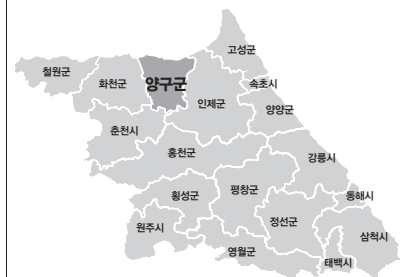 고성군
철원군
화천군
양구군
속초시
인제군
양양군
춘천시
홍천군
강릉시
횡성군
평창군
동해시
원주시
정선군
삼척시
영월군
태백시